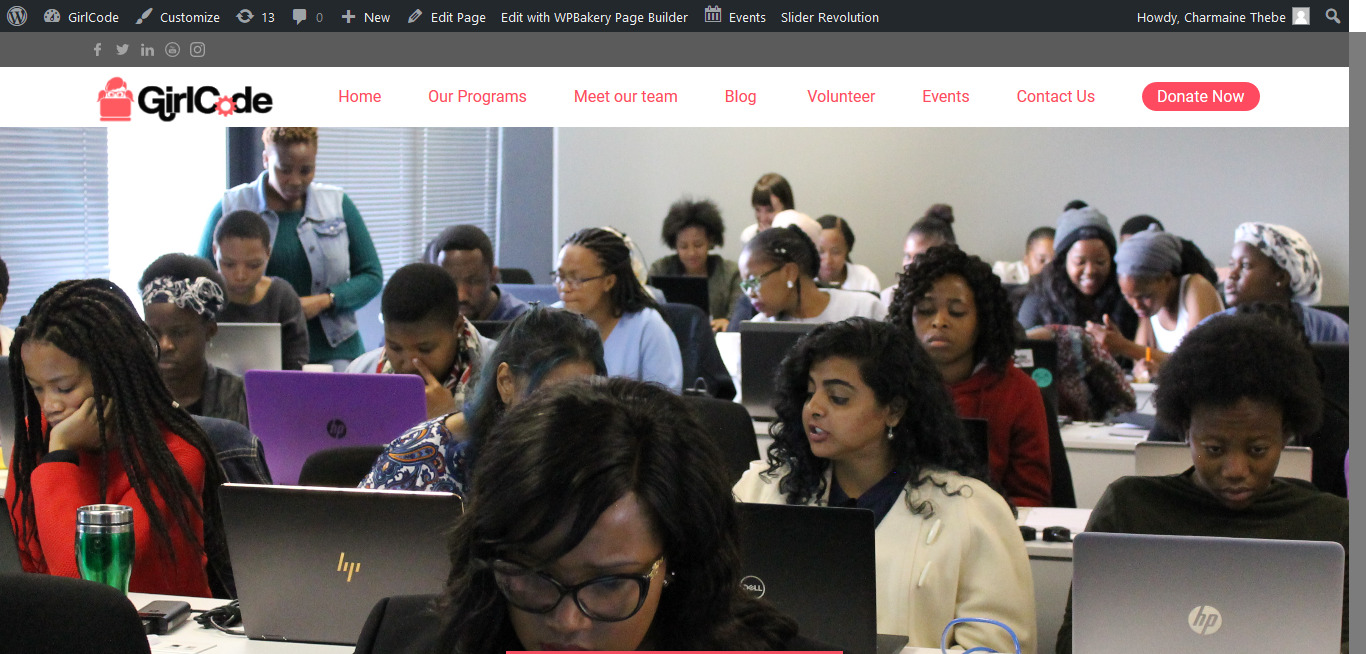 GirlCode Customize 13 0 New Edit Page Edit with WPBakery Page Builder Events Slider Revolution Howdy, Charmaine Thebe
GirlCode Home Our Programs Meet our team Blog Volunteer Events Contact Us Donate Now
hp
hp
DELL
hp